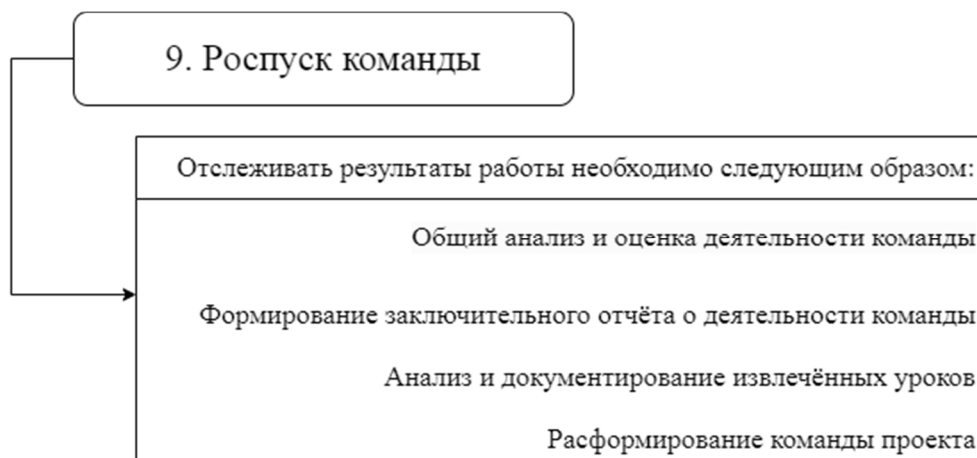 9. Роспуск команды
Отслеживать результаты работы необходимо следующим образом:
Общий анализ и оценка деятельности команды
Формирование заключительного отчёта о деятельности команды
Анализ и документирование извлечённых уроков
Расформирование команды проекта